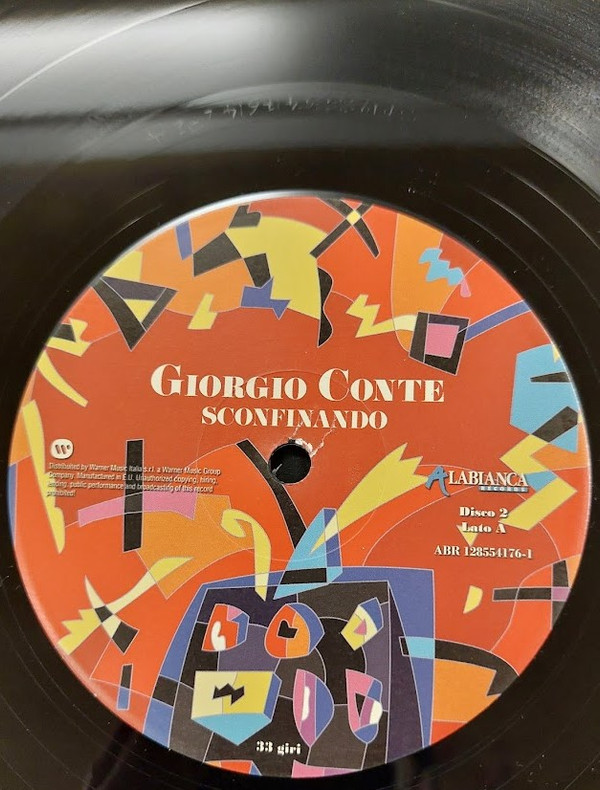 GIORGIO CONTE
SCONFINANDO
Distributed by Warner Music Italia s.r.l. a Warner Music Group
Company. Manufactured in E.U. Unauthorized copying, hiring,
lending, public performance and broadcasting of this record
prohibited!
ALABIANCA
RECORDS
Disco 2
Lato A
ABR 128554176-1
33 giri